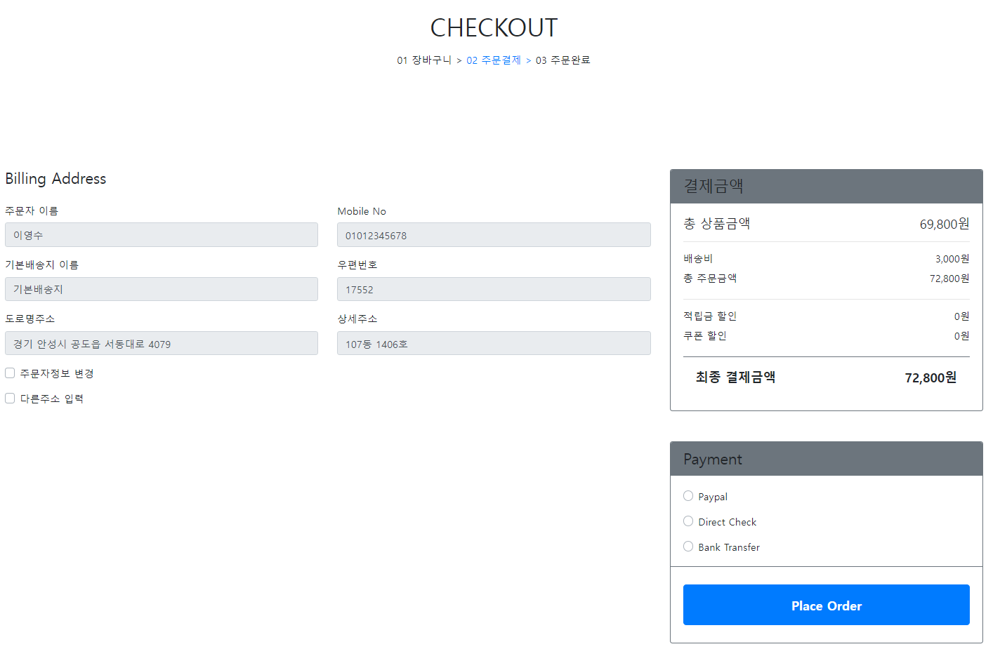 CHECKOUT
01 장바구니 > 02 주문결제 > 03 주문완료
Billing Address
주문자 이름
이영수
Mobile No
01012345678
기본배송지 이름
기본배송지
우편번호
17552
도로명주소
경기 안성시 공도읍 서동대로 4079
상세주소
107동 1406호
주문자정보 변경
다른주소 입력
결제금액
총 상품금액 69,800원
배송비 3,000원
총 주문금액 72,800원
적립금 할인 0원
쿠폰 할인 0원
최종 결제금액 72,800원
Payment
Paypal
Direct Check
Bank Transfer
Place Order